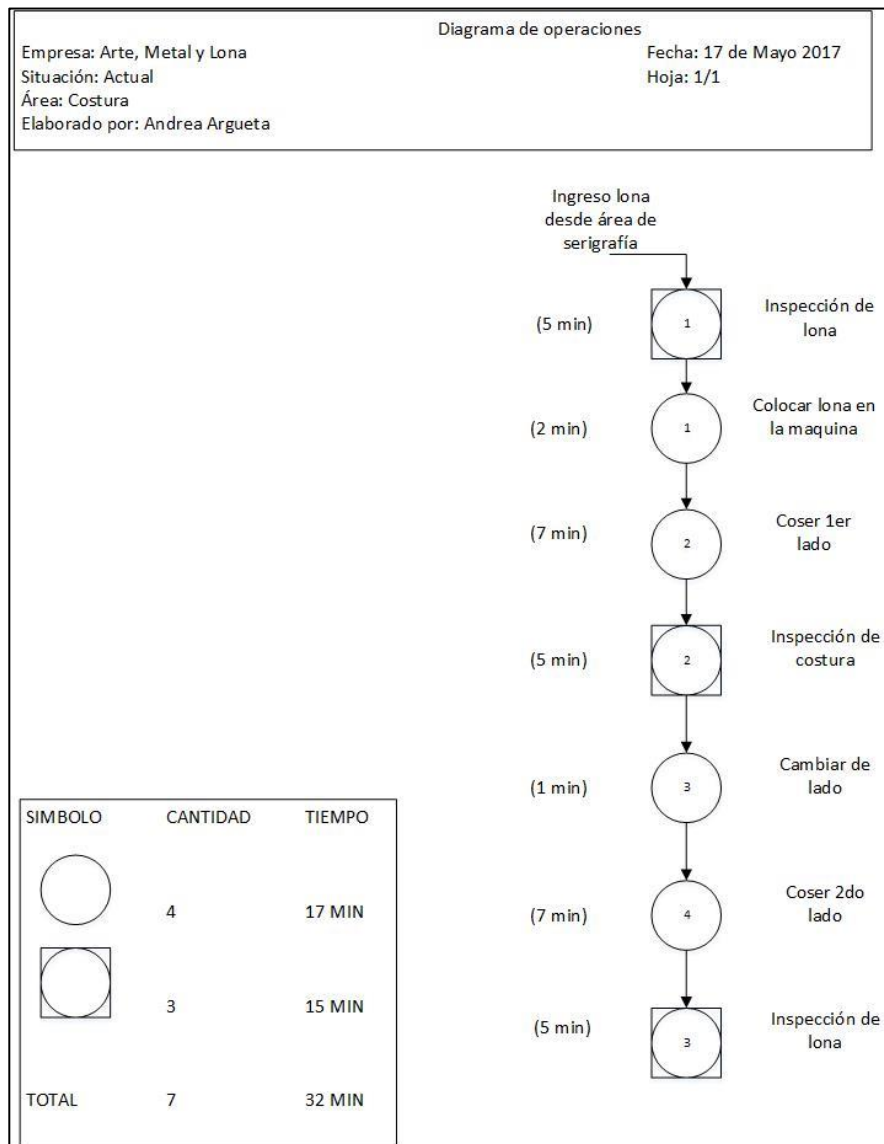 Diagrama de operaciones
Empresa: Arte, Metal y Lona
Fecha: 17 de Mayo 2017
Situación: Actual
Hoja: 1/1
Área: Costura
Elaborado por: Andrea Argueta
Ingreso lona
desde área de
serigrafía
(5 min)
1
Inspección de
lona
(2 min)
1
Colocar lona en
la maquina
(7 min)
2
Coser 1er
lado
(5 min)
2
Inspección de
costura
(1 min)
3
Cambiar de
lado
(7 min)
4
Coser 2do
lado
(5 min)
3
Inspección de
lona
SIMBOLO CANTIDAD TIEMPO
4 17 MIN
3 15 MIN
TOTAL 7 32 MIN